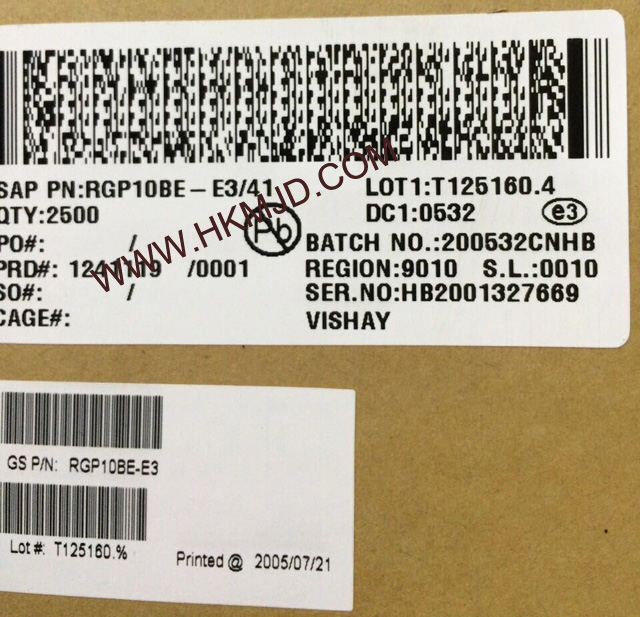 SAP PN:RGP10BE-E3/41
LOT1:T125160.4
QTY:2500
DC1:0532
e3
Pb
PO#: /
BATCH NO.:200532CNHB
PRD#: /0001
REGION:9010 S.L.:0010
SO#: /
SER.NO:HB2001327669
CAGE#:
VISHAY
WWW.HKMJD.COM
GS P/N: RGP10BE-E3
Lot #: T125160.%
Printed @ 2005/07/21